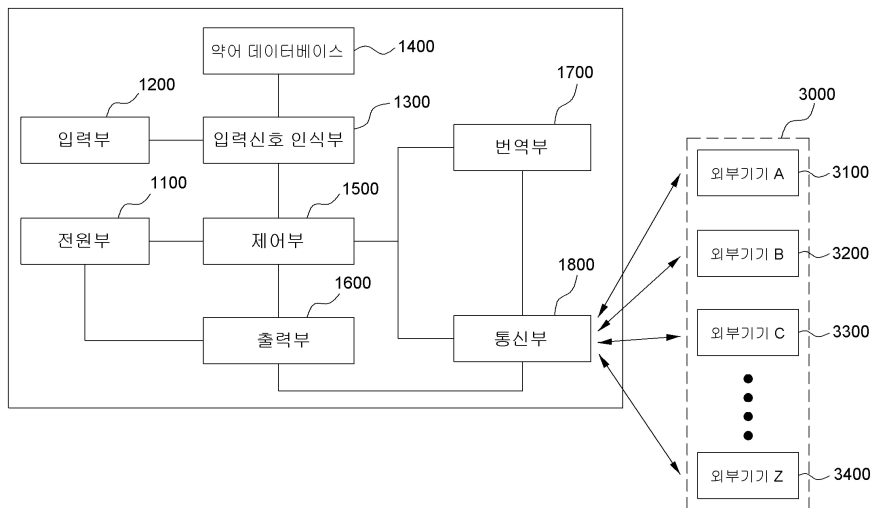 약어 데이터베이스
1400
1200
1700
입력부
입력신호 인식부
1300
번역부
3000
외부기기 A
3100
1100
1500
전원부
제어부
외부기기 B
3200
1600
1800
출력부
통신부
외부기기 C
3300
외부기기 Z
3400